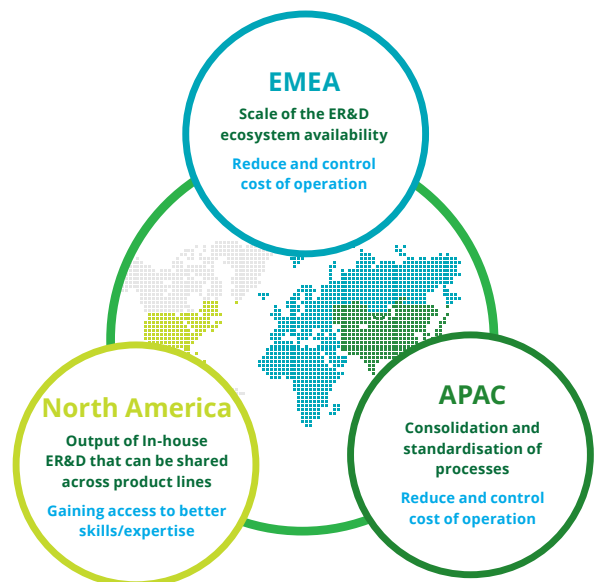 EMEA
Scale of the ER&D
ecosystem availability
Reduce and control
cost of operation
North America
Output of In-house
ER&D that can be shared
across product lines
Gaining access to better
skills/expertise
APAC
Consolidation and
standardisation of
processes
Reduce and control
cost of operation